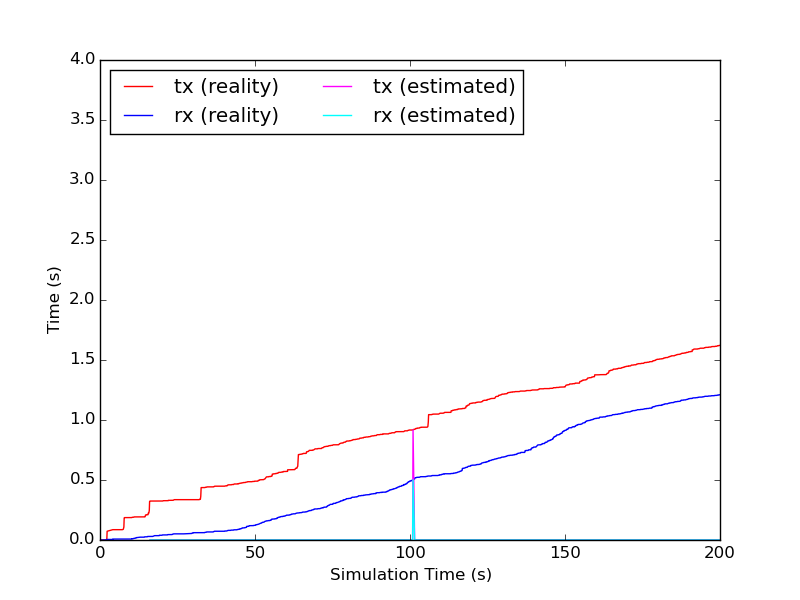 4.0
3.5
3.0
2.5
2.0
1.5
1.0
0.5
0.0
Time (s)
tx (reality) tx (estimated)
rx (reality) rx (estimated)
0 50 100 150 200
Simulation Time (s)